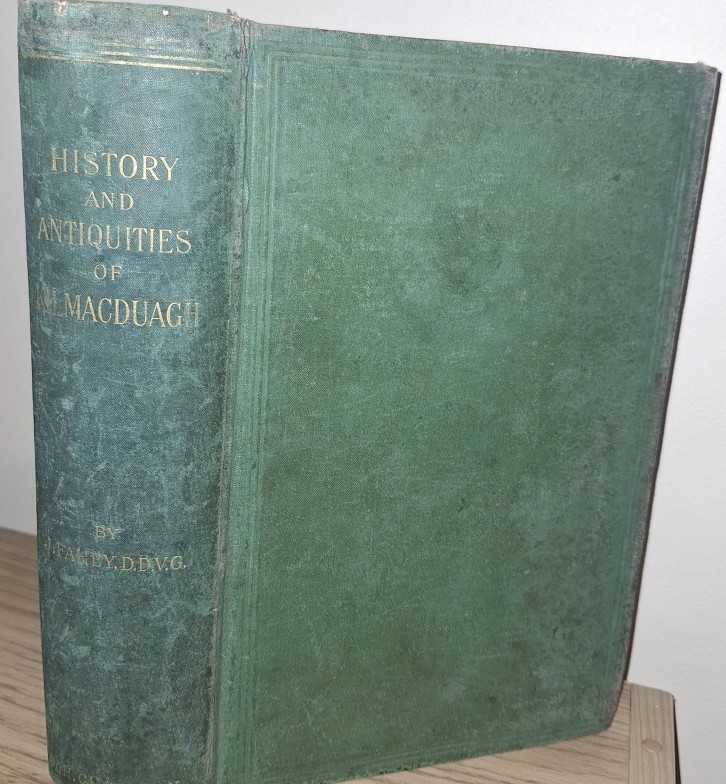 HISTORY
AND
ANTIQUITIES
OF
KILMACDUAGH
BY
J. FAHEY, D.D. V.G.